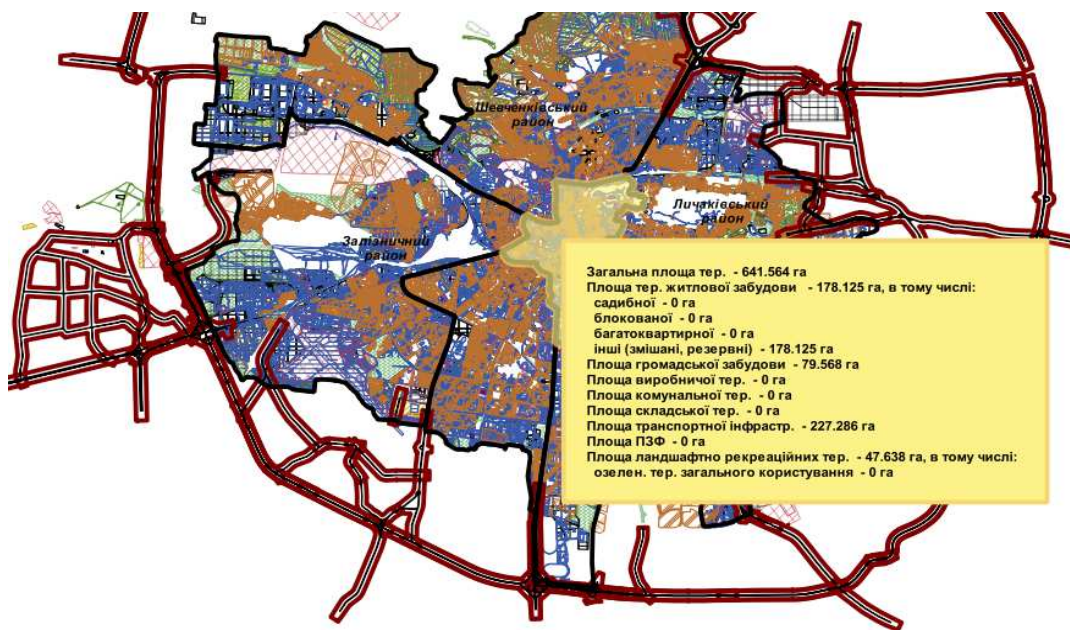 Шевченківський
район
Личаківський
район
Залізничний
район
Загальна площа тер. - 641.564 га
Площа тер. житлової забудови - 178.125 га, в тому числі:
садибної - 0 га
блокованої - 0 га
багатоквартирної - 0 га
інші (змішані, резервні) - 178.125 га
Площа громадської забудови - 79.568 га
Площа виробничої тер. - 0 га
Площа комунальної тер. - 0 га
Площа складської тер. - 0 га
Площа транспортної інфрастр. - 227.286 га
Площа ПЗФ - 0 га
Площа ландшафтно рекреаційних тер. - 47.638 га, в тому числі:
озелен. тер. загального користування - 0 га